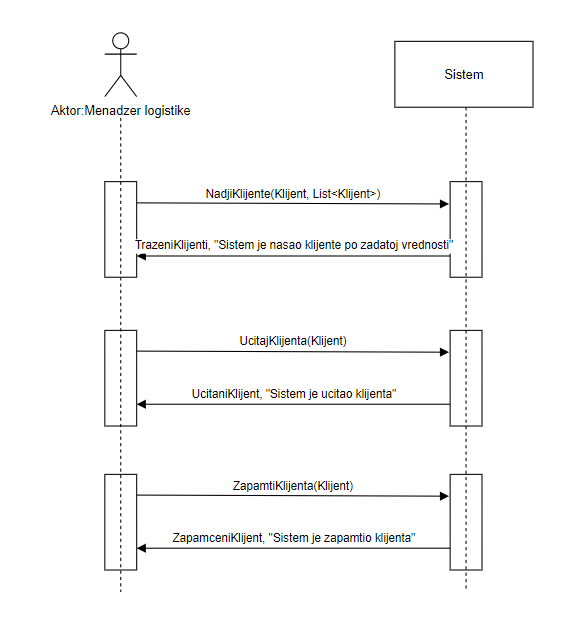 Sistem
Aktor:Menadzer logistike
NadjiKlijente(Klijent, List<Klijent>)
TrazeniKlijenti, "Sistem je nasao klijente po zadatoj vrednosti"
UcitajKlijenta(Klijent)
UcitaniKlijent, "Sistem je ucitao klijenta"
ZapamtiKlijenta(Klijent)
ZapamceniKlijent, "Sistem je zapamtio klijenta"